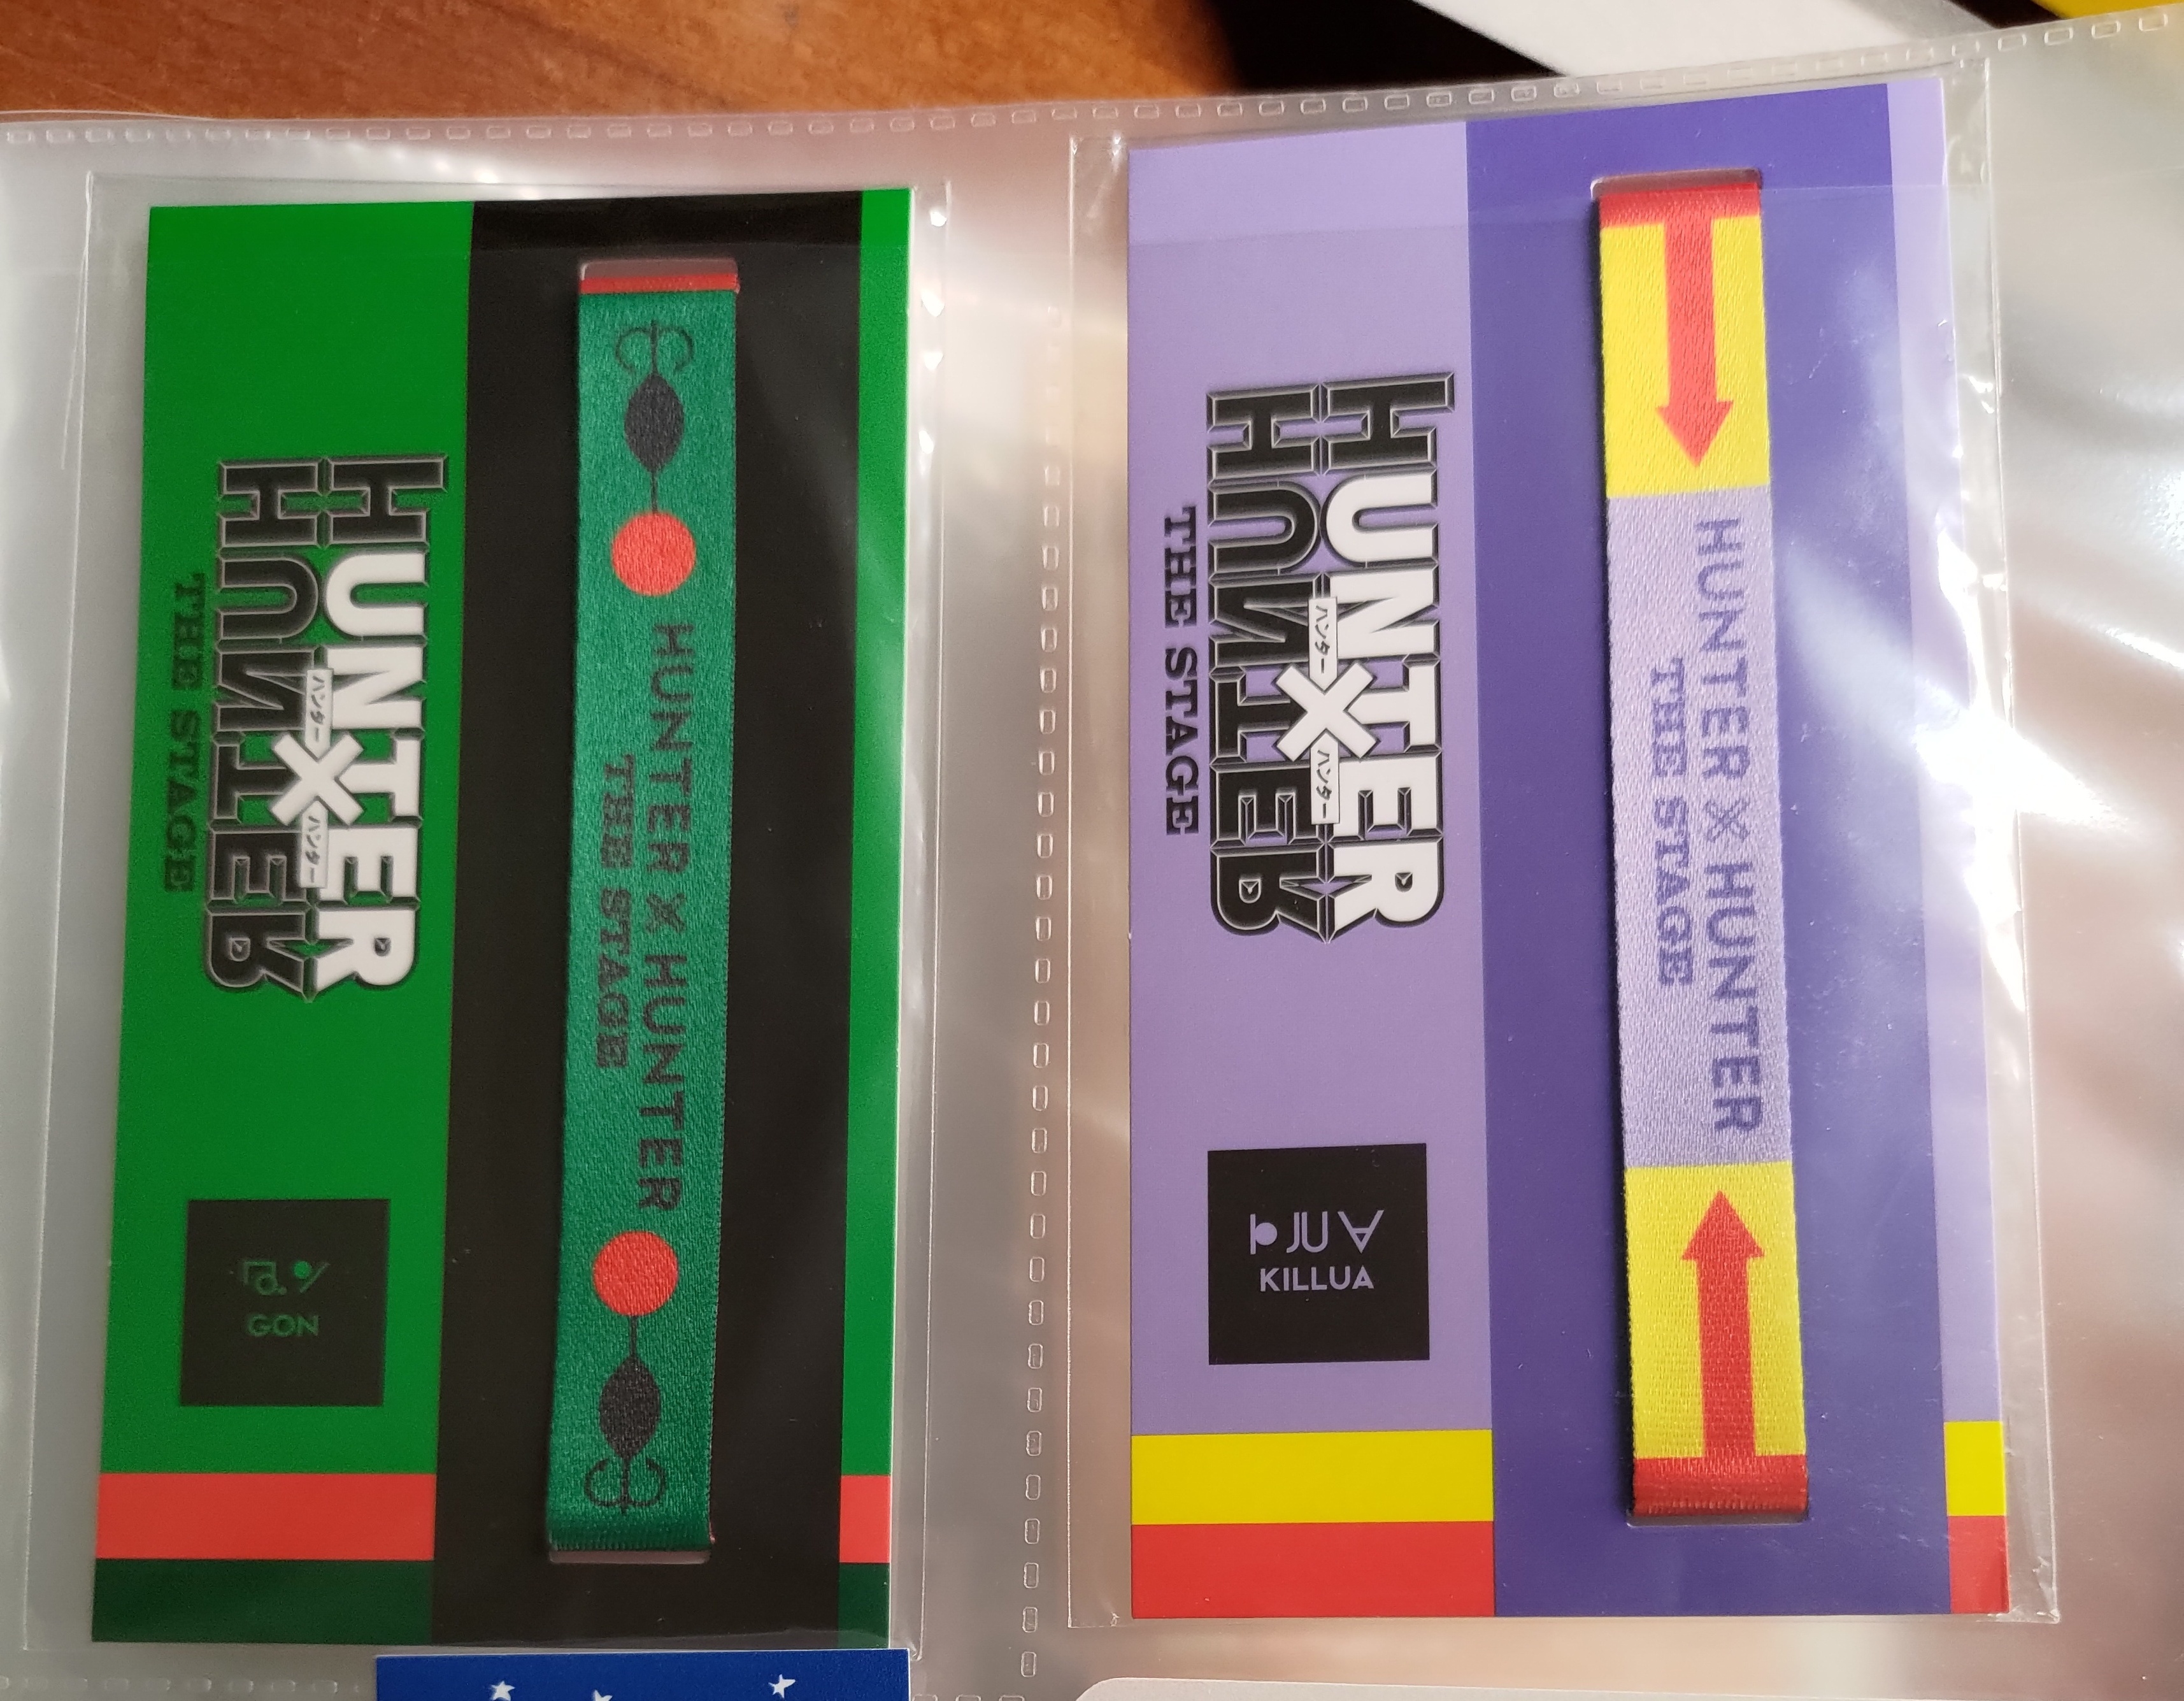 HUNTER
ハンター×ハンター
HUNTER
THE STAGE
GON
HUNTER X HUNTER
THE STAGE
HUNTER
ハンター×ハンター
HUNTER
THE STAGE
KILLUA
HUNTER X HUNTER
THE STAGE